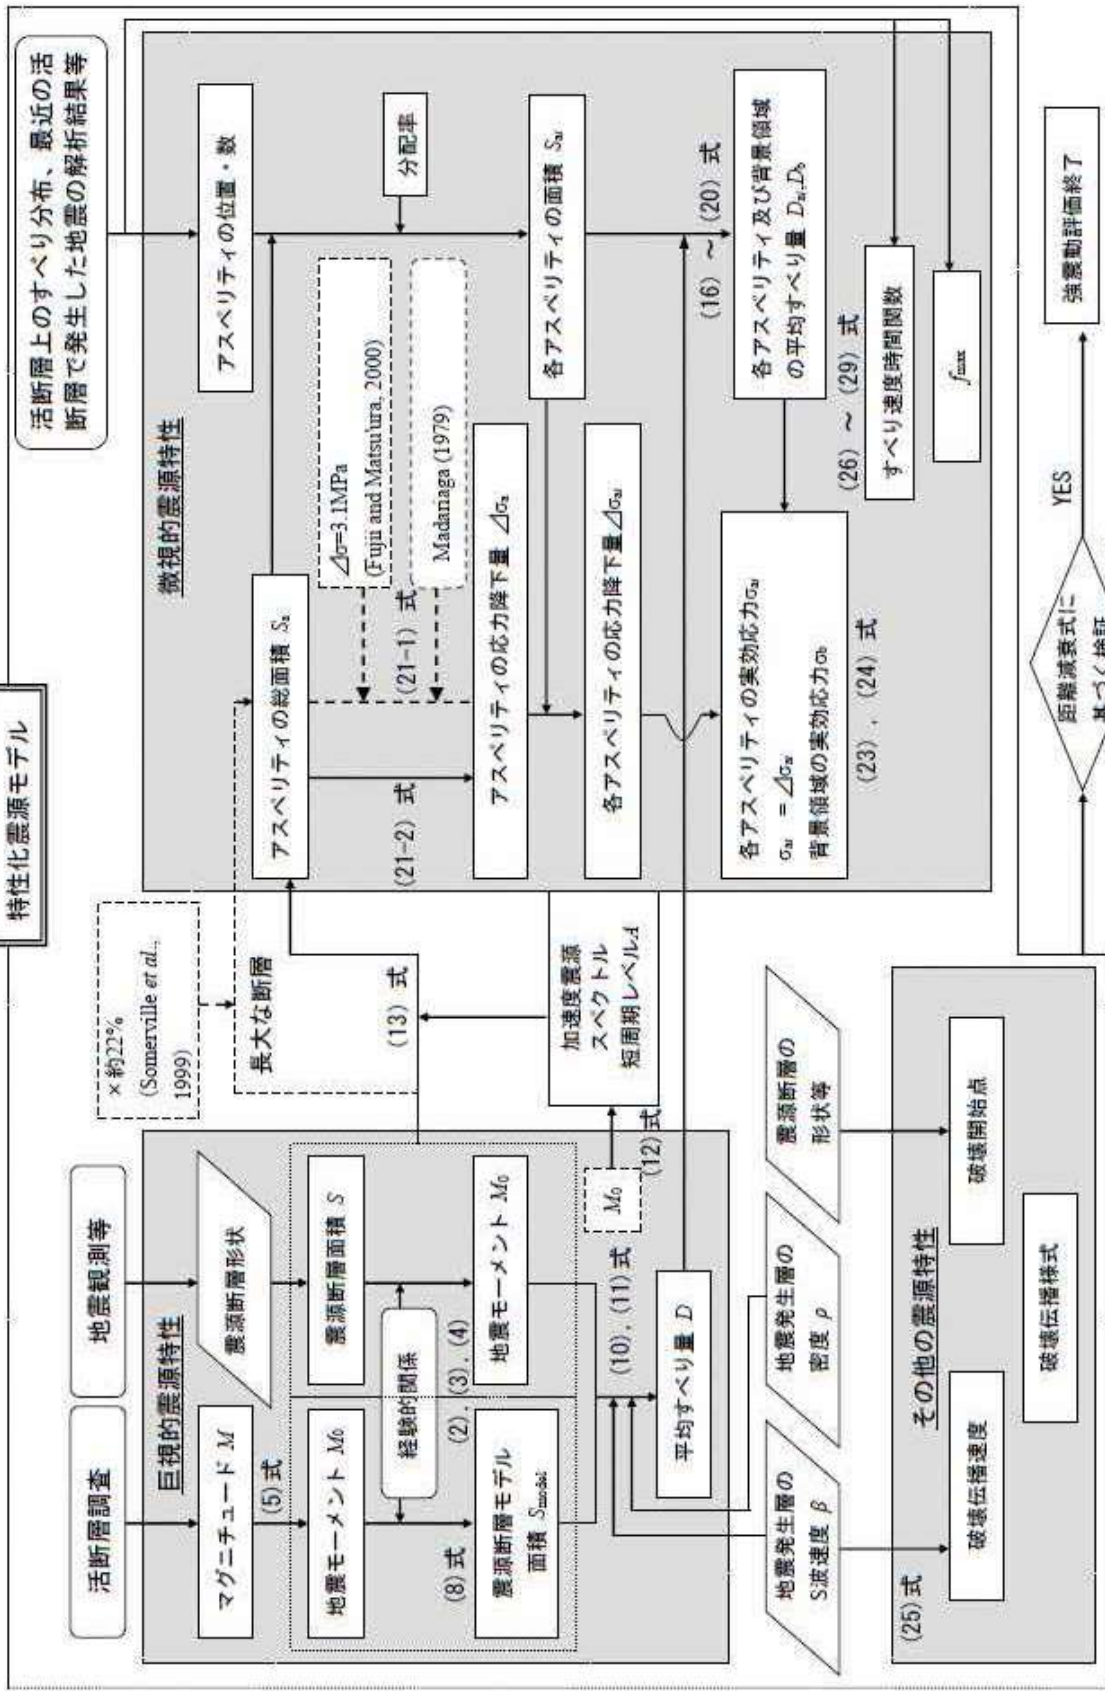 特性化震源モデル
活断層調査
地震観測等
巨視的震源特性
マグニチュード M
震源断層形状
(5)式
地震モーメント M₀
震源断層面積 S
経験的関係
(8)式
(2)，(3)，(4)
震源断層モデル
面積 Smodel
地震モーメント M₀
(10)，(11)式
平均すべり量 D
M₀
(12)式
×約22%
(Somerville et al.,
1999)
長大な断層
(13) 式
加速度震源
スペクトル
短周期レベルA
活断層上のすべり分布、最近の活
断層で発生した地震の解析結果等
微視的震源特性
アスペリティの総面積 Sa
アスペリティの位置・数
(21-2) 式
(21-1) 式
Δσ=3.1MPa
(Fujii and Matsu'ura, 2000)
Madariaga (1979)
分配率
アスペリティの応力降下量 Δσa
各アスペリティの面積 Sai
各アスペリティの応力降下量 Δσai
(16) ～ (20) 式
各アスペリティの実効応力σai
σai = Δσai
背景領域の実効応力σb
各アスペリティ及び背景領域
の平均すべり量 Dai,Db
(23)，(24) 式
(26) ～ (29) 式
すべり速度時間関数
fmax
地震発生層の
S波速度 β
地震発生層の
密度 ρ
震源断層の
形状等
(25)式
その他の震源特性
破壊伝播速度
破壊開始点
破壊伝播様式
距離減衰式に
基づく検証
YES
強震動評価終了